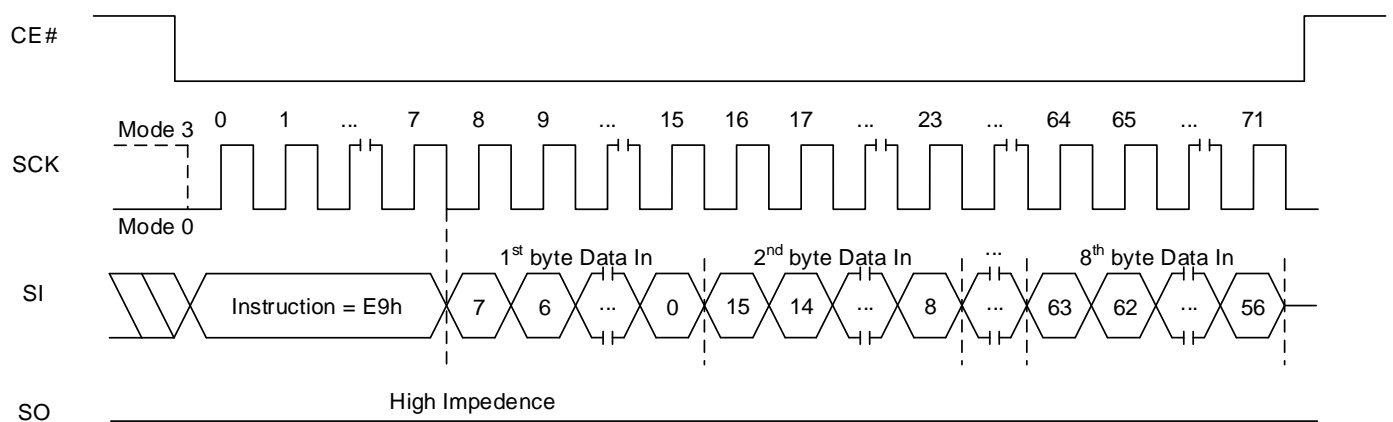 CE#
0 1 ... 7 8 9 ... 15 16 17 ... 23 ... 64 65 ... 71
Mode 3
SCK
Mode 0
1st byte Data In 2nd byte Data In ... 8th byte Data In
SI
Instruction = E9h 7 6 ... 0 15 14 ... 8 ... 63 62 ... 56
High Impedence
SO